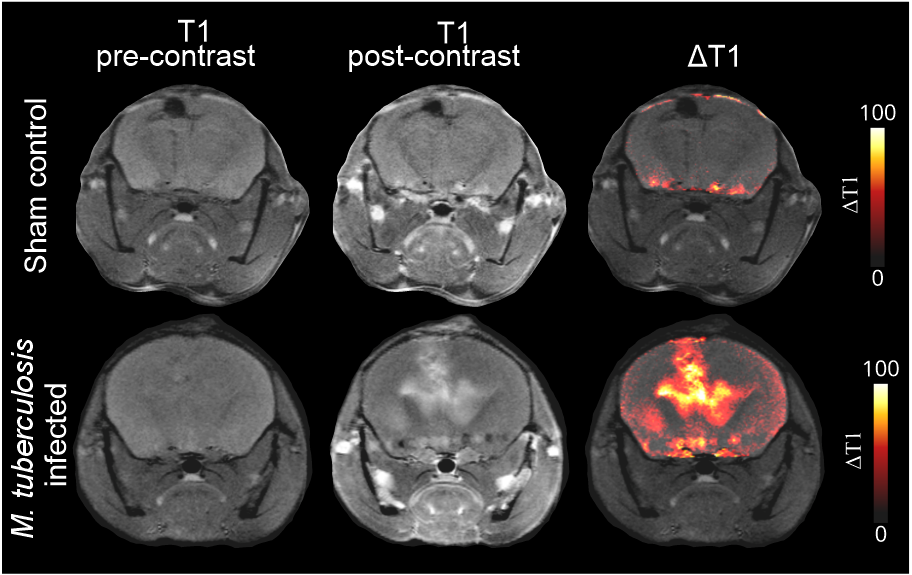 T1
pre-contrast
T1
post-contrast
ΔT1
Sham control
100
ΔT1
0
M. tuberculosis
infected
100
ΔT1
0